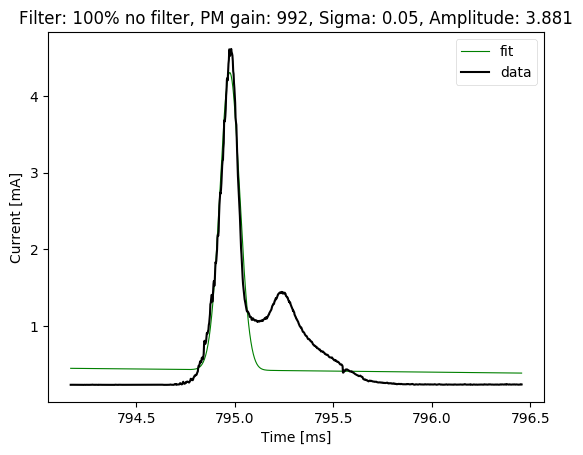 Filter: 100% no filter, PM gain: 992, Sigma: 0.05, Amplitude: 3.881
fit
data
Current [mA]
4
3
2
1
794.5 795.0 795.5 796.0 796.5
Time [ms]